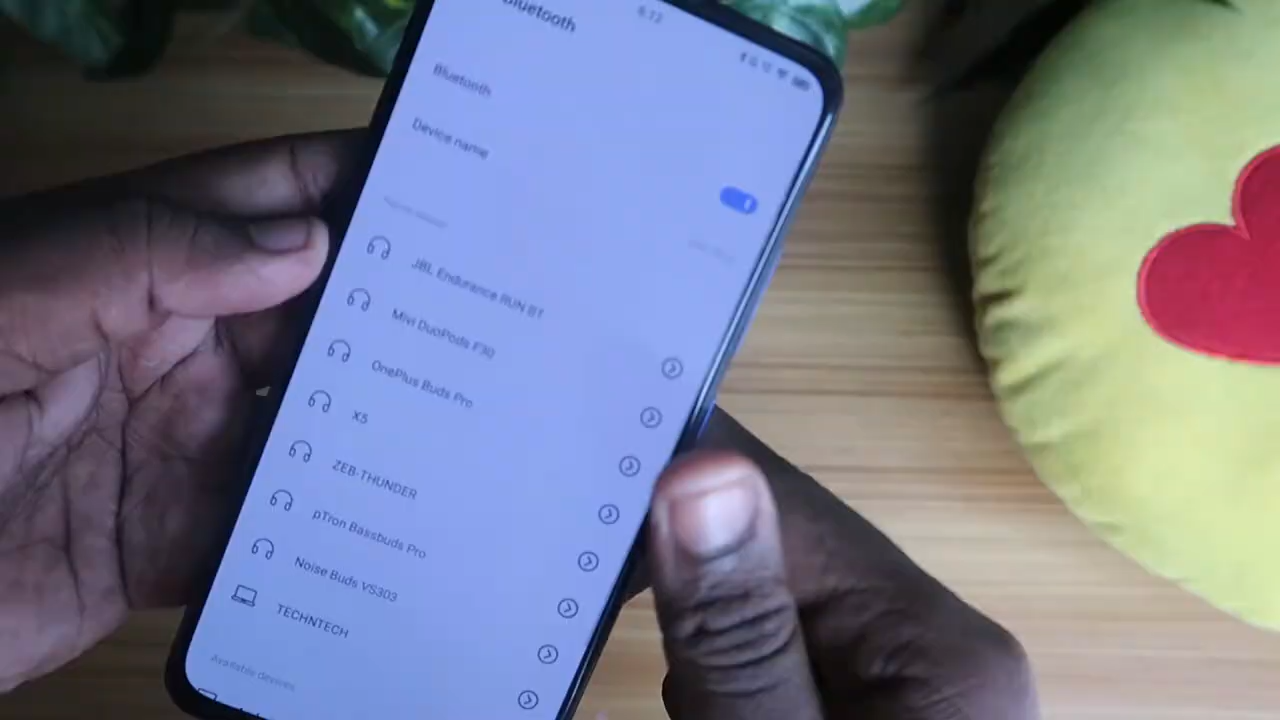 Bluetooth
Bluetooth
Device name
JBL Endurance RUN BT
Mivi DuoPods F30
OnePlus Buds Pro
X5
ZEB-THUNDER
pTron Bassbuds Pro
Noise Buds VS303
TECHNTECH
Available devices